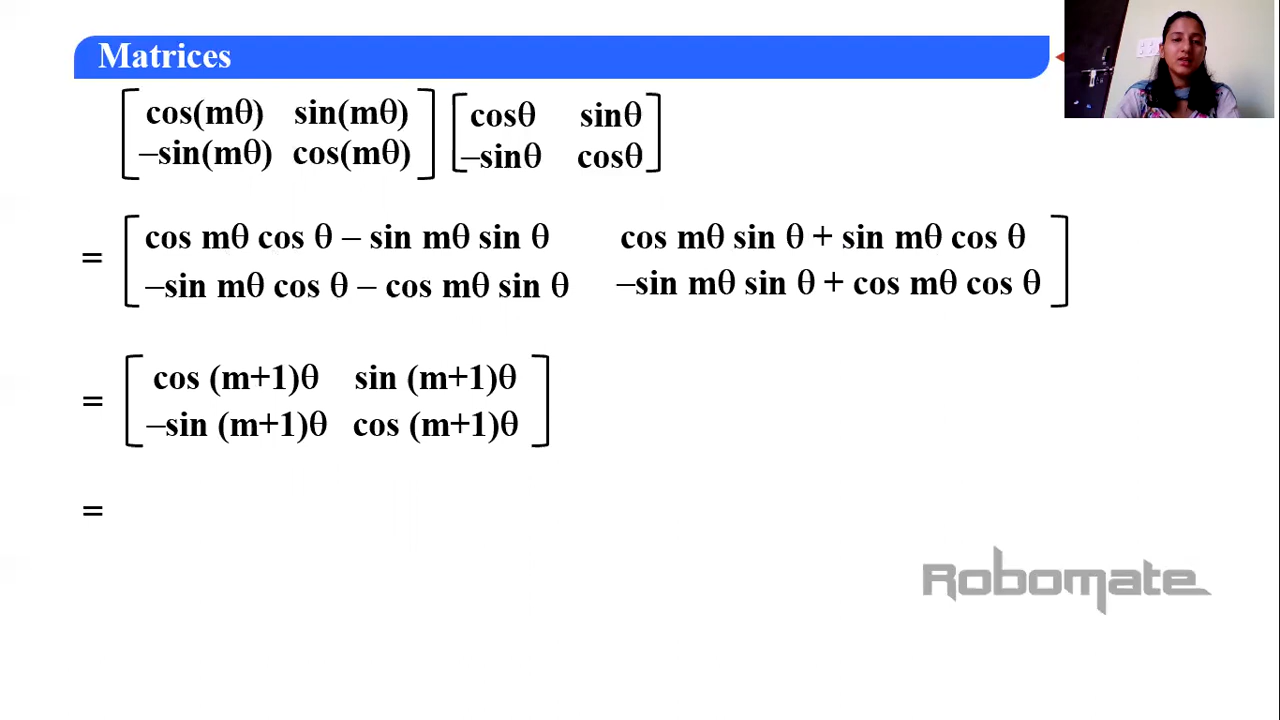 Matrices
cos(mθ) sin(mθ) cosθ sinθ
–sin(mθ) cos(mθ) –sinθ cosθ
= cos mθ cos θ – sin mθ sin θ cos mθ sin θ + sin mθ cos θ
–sin mθ cos θ – cos mθ sin θ –sin mθ sin θ + cos mθ cos θ
= cos (m+1)θ sin (m+1)θ
–sin (m+1)θ cos (m+1)θ
=
Robomate